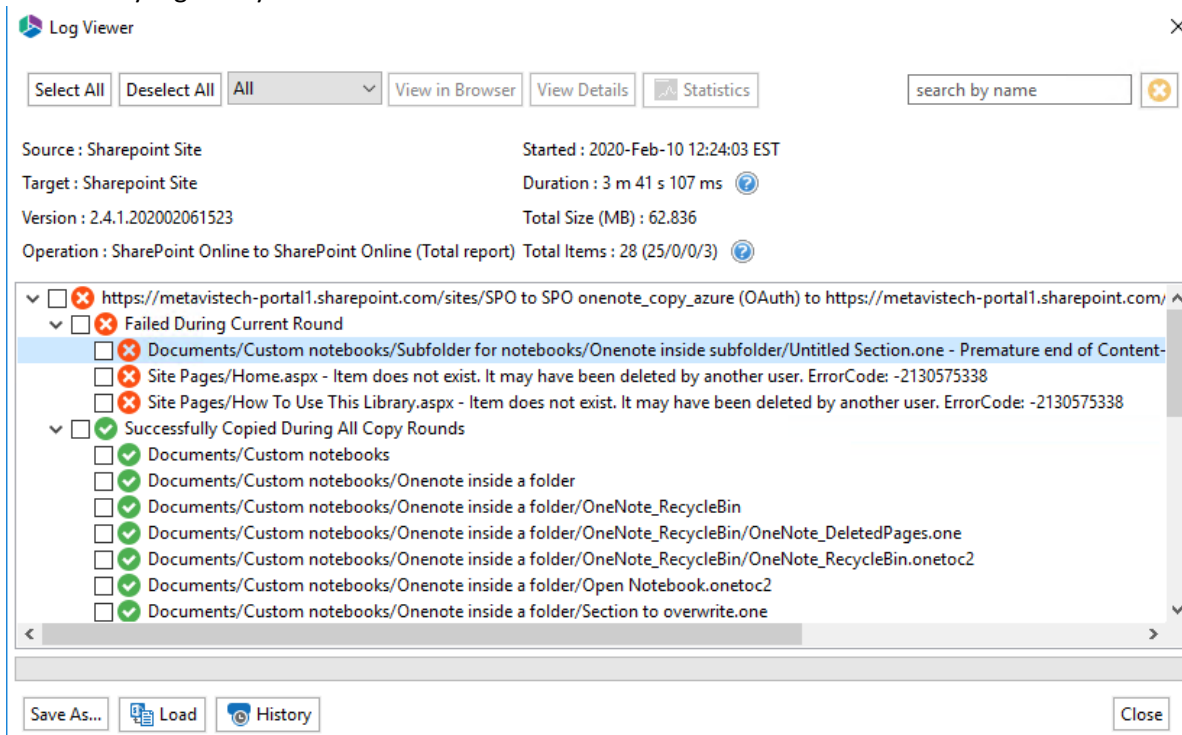 Log Viewer
Select All Deselect All All View in Browser View Details Statistics search by name
Source : Sharepoint Site Started : 2020-Feb-10 12:24:03 EST
Target : Sharepoint Site Duration : 3 m 41 s 107 ms
Version : 2.4.1.202002061523 Total Size (MB) : 62.836
Operation : SharePoint Online to SharePoint Online (Total report) Total Items : 28 (25/0/0/3)
https://metavistech-portal1.sharepoint.com/sites/SPO to SPO onenote_copy_azure (OAuth) to https://metavistech-portal1.sharepoint.com/
Failed During Current Round
Documents/Custom notebooks/Subfolder for notebooks/Onenote inside subfolder/Untitled Section.one - Premature end of Content-
Site Pages/Home.aspx - Item does not exist. It may have been deleted by another user. ErrorCode: -2130575338
Site Pages/How To Use This Library.aspx - Item does not exist. It may have been deleted by another user. ErrorCode: -2130575338
Successfully Copied During All Copy Rounds
Documents/Custom notebooks
Documents/Custom notebooks/Onenote inside a folder
Documents/Custom notebooks/Onenote inside a folder/OneNote_RecycleBin
Documents/Custom notebooks/Onenote inside a folder/OneNote_RecycleBin/OneNote_DeletedPages.one
Documents/Custom notebooks/Onenote inside a folder/OneNote_RecycleBin/OneNote_RecycleBin.onetoc2
Documents/Custom notebooks/Onenote inside a folder/Open Notebook.onetoc2
Documents/Custom notebooks/Onenote inside a folder/Section to overwrite.one
Save As... Load History Close